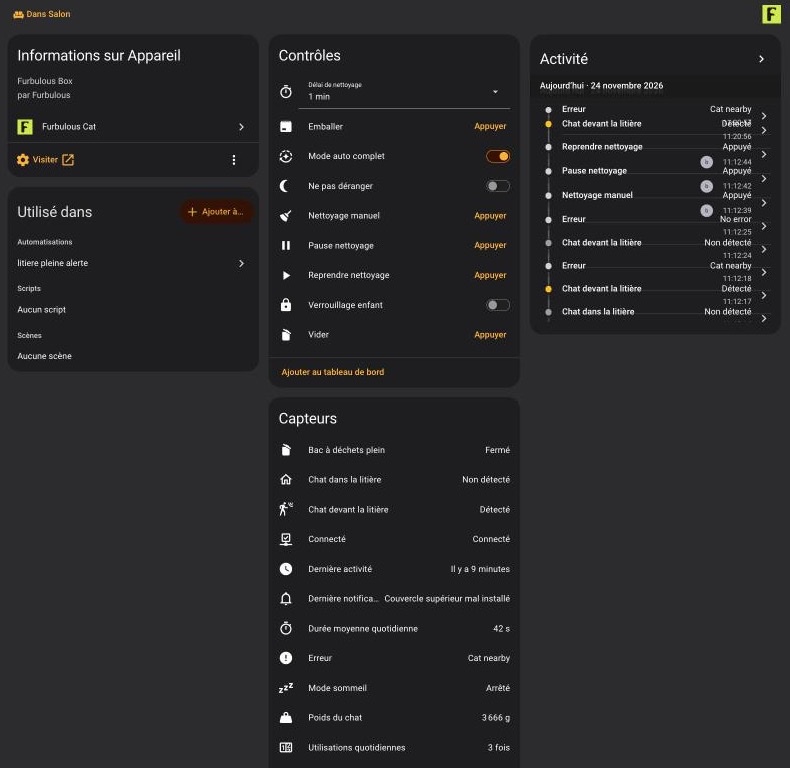 Dans Salon
F
Informations sur Appareil
Furbulous Box
par Furbulous
F
Furbulous Cat
Visiter
Utilisé dans
Ajouter à...
Automatisations
litiere pleine alerte
Scripts
Aucun script
Scènes
Aucune scène
Contrôles
Délai de nettoyage
1 min
Emballer Appuyer
Mode auto complet
Ne pas déranger
Nettoyage manuel Appuyer
Pause nettoyage Appuyer
Reprendre nettoyage Appuyer
Verrouillage enfant
Vider Appuyer
Ajouter au tableau de bord
Capteurs
Bac à déchets plein Fermé
Chat dans la litière Non détecté
Chat devant la litière Détecté
Connecté Connecté
Dernière activité Il y a 9 minutes
Dernière notifica... Couvercle supérieur mal installé
Durée moyenne quotidienne 42 s
Erreur Cat nearby
Mode sommeil Arrêté
Poids du chat 3 666 g
Utilisations quotidiennes 3 fois
Activité
Aujourd'hui · 24 novembre 2026
Erreur Cat nearby
Chat devant la litière Détecté
11:20:56
Reprendre nettoyage Appuyé
11:12:44
Pause nettoyage Appuyé
11:12:42
Nettoyage manuel Appuyé
11:12:39
Erreur No error
11:12:25
Chat devant la litière Non détecté
11:12:24
Erreur Cat nearby
11:12:18
Chat devant la litière Détecté
11:12:17
Chat dans la litière Non détecté